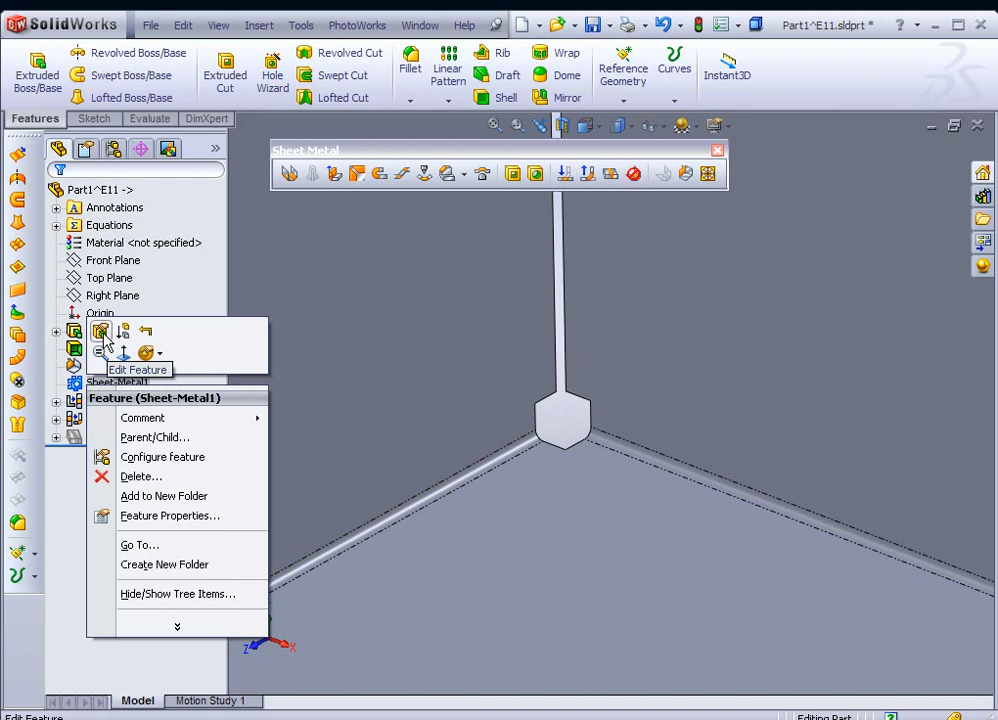 SolidWorks File Edit View Insert Tools PhotoWorks Window Help Part1^E11.sldprt *
Extruded Boss/Base
Revolved Boss/Base
Swept Boss/Base
Lofted Boss/Base
Extruded Cut
Hole Wizard
Revolved Cut
Swept Cut
Lofted Cut
Fillet
Linear Pattern
Rib
Draft
Shell
Wrap
Dome
Mirror
Reference Geometry
Curves
Instant3D
Features Sketch Evaluate DimXpert
Sheet Metal
Part1^E11 ->
Annotations
Equations
Material <not specified>
Front Plane
Top Plane
Right Plane
Origin
Edit Feature
Sheet-Metal1
Feature (Sheet-Metal1)
Comment
Parent/Child...
Configure feature
Delete...
Add to New Folder
Feature Properties...
Go To...
Create New Folder
Hide/Show Tree Items...
Z X
Model Motion Study 1
Edit Feature Editing Part